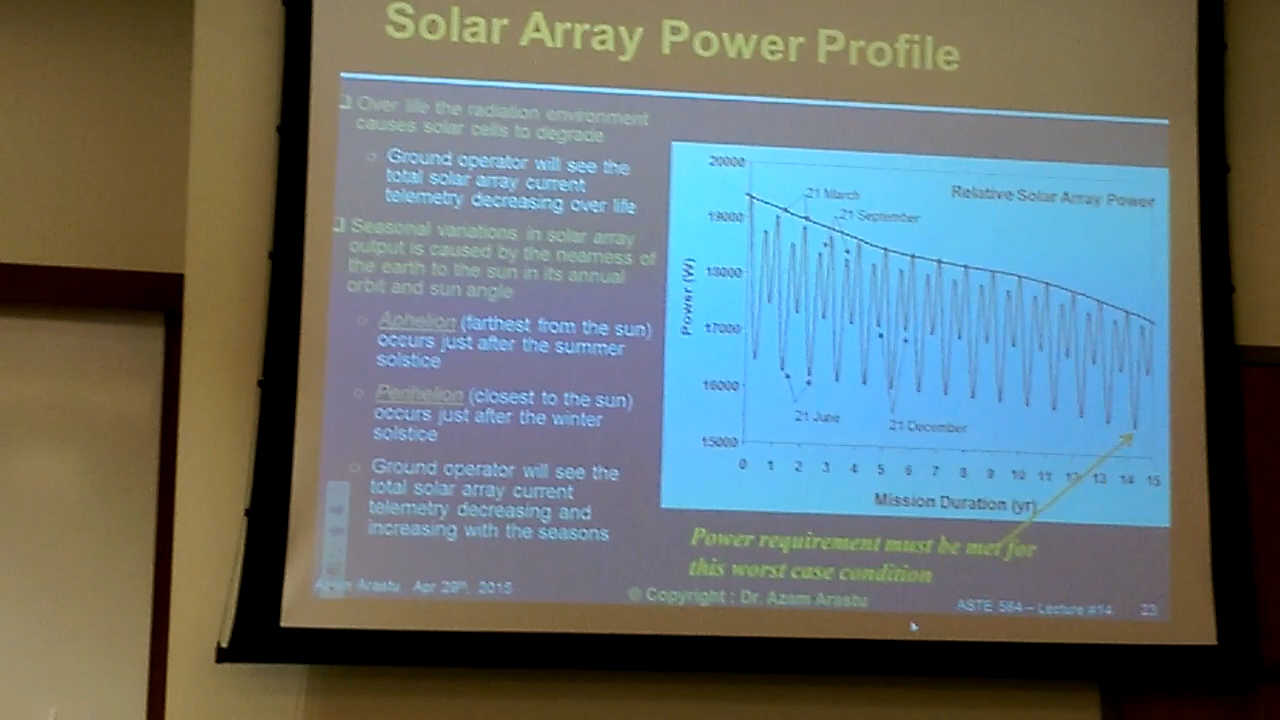 Solar Array Power Profile
Over life the radiation environment
causes solar cells to degrade
Ground operator will see the
total solar array current
telemetry decreasing over life
Seasonal variations in solar array
output is caused by the nearness of
the earth to the sun in its annual
orbit and sun angle
Aphelion (farthest from the sun)
occurs just after the summer
solstice
Perihelion (closest to the sun)
occurs just after the winter
solstice
Ground operator will see the
total solar array current
telemetry decreasing and
increasing with the seasons
Relative Solar Array Power
21 March
21 September
21 June
21 December
Power (W)
20000
19000
18000
17000
16000
15000
0 1 2 3 4 5 6 7 8 9 10 11 12 13 14 15
Mission Duration (yr)
Power requirement must be met for
this worst case condition
Arastu Apr 29th, 2015
© Copyright : Dr. Azam Arastu
ASTE 584 – Lecture #14 23